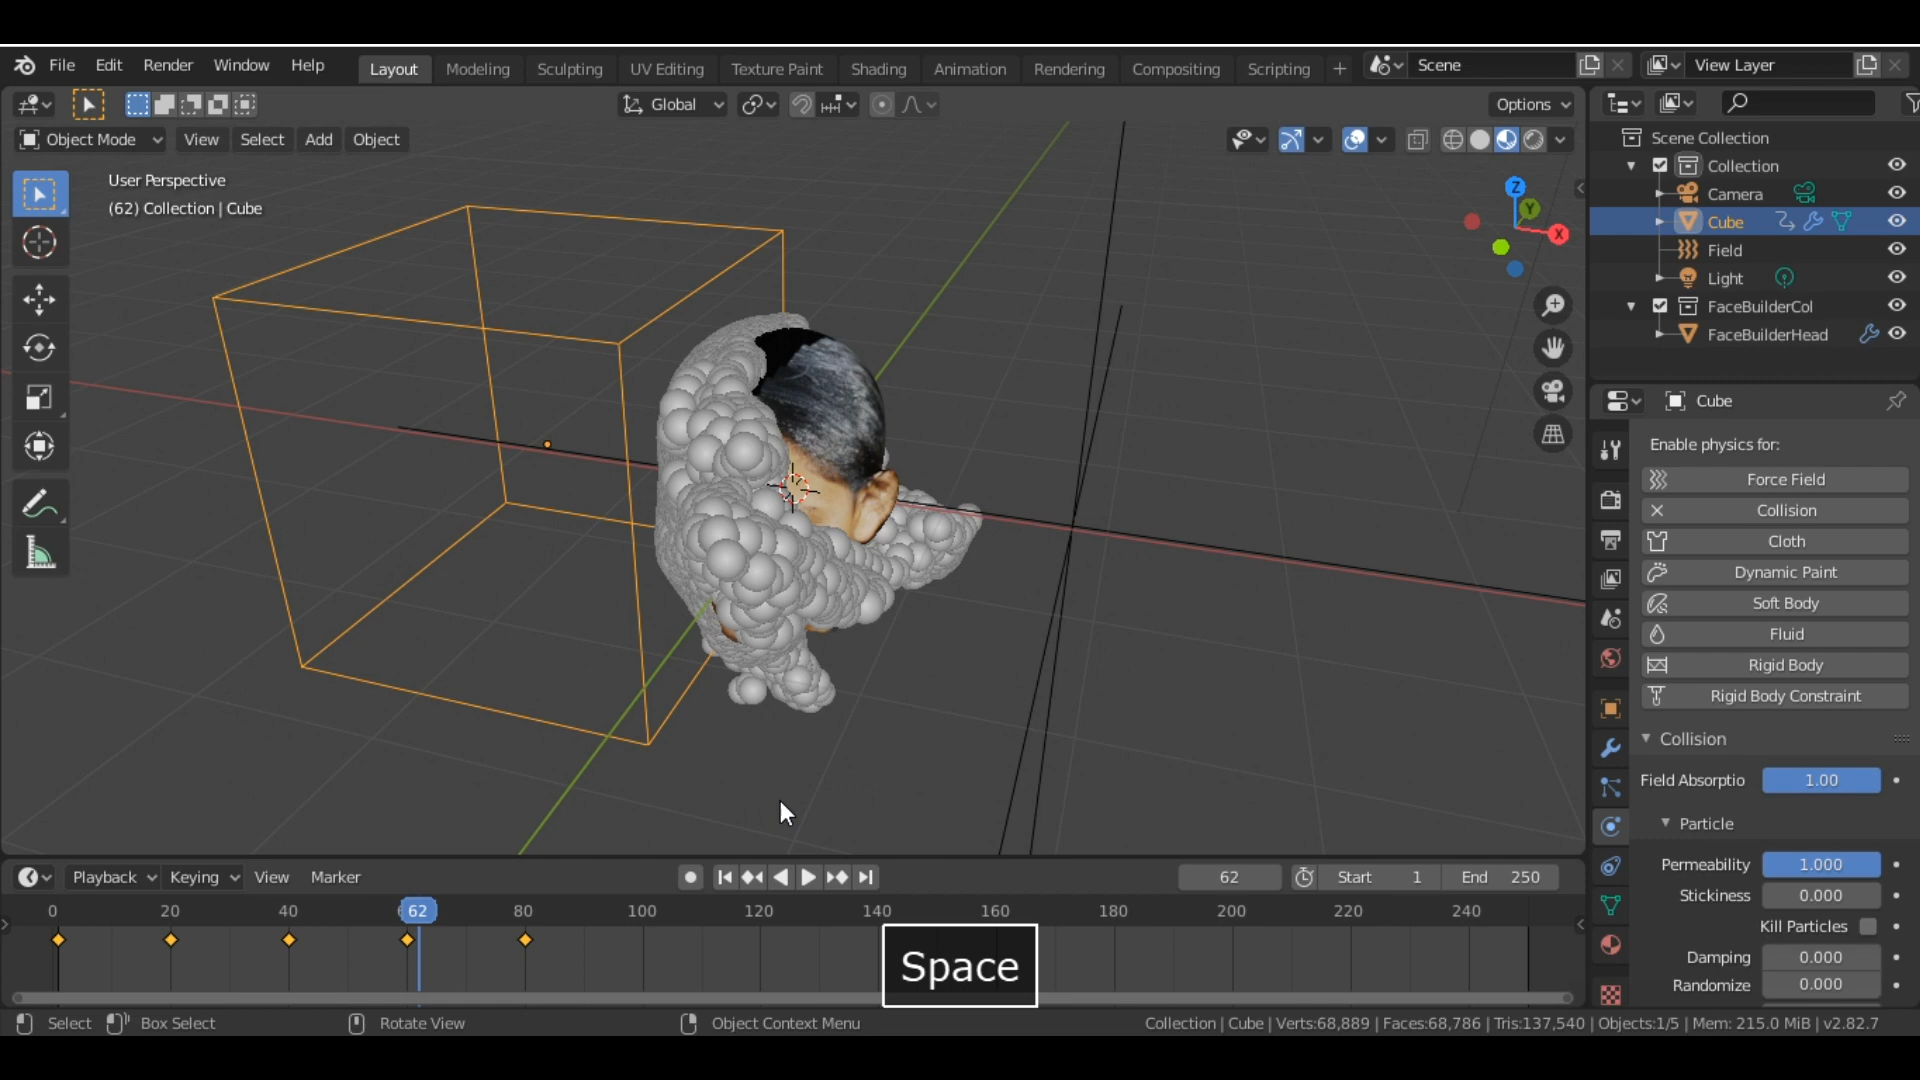 File Edit Render Window Help Layout Modeling Sculpting UV Editing Texture Paint Shading Animation Rendering Compositing Scripting + Scene View Layer
Global Options
Object Mode View Select Add Object
User Perspective
(62) Collection | Cube
Z
Y
X
Scene Collection
Collection
Camera
Cube
Field
Light
FaceBuilderCol
FaceBuilderHead
Cube
Enable physics for:
Force Field
Collision
Cloth
Dynamic Paint
Soft Body
Fluid
Rigid Body
Rigid Body Constraint
Collision
Field Absorptio 1.00
Particle
Permeability 1.000
Stickiness 0.000
Kill Particles
Damping 0.000
Randomize 0.000
Playback Keying View Marker 62 Start 1 End 250
0 20 40 62 80 100 120 140 160 180 200 220 240
Space
Select Box Select Rotate View Object Context Menu Collection | Cube | Verts:68,889 | Faces:68,786 | Tris:137,540 | Objects:1/5 | Mem: 215.0 MiB | v2.82.7